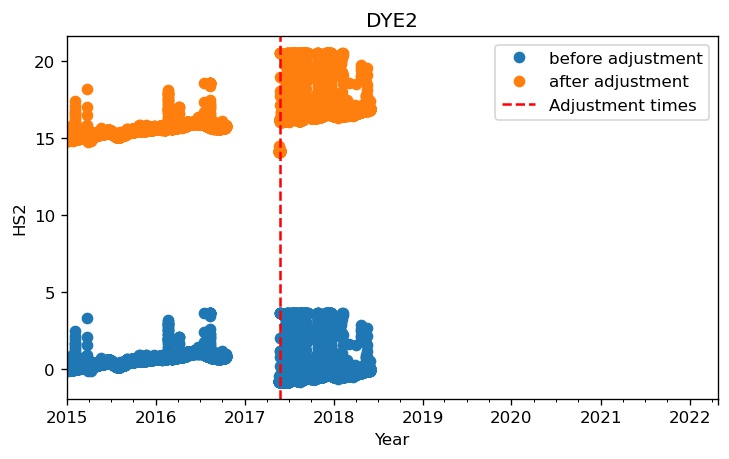 DYE2
before adjustment
after adjustment
Adjustment times
HS2
20
15
10
5
0
2015 2016 2017 2018 2019 2020 2021 2022
Year